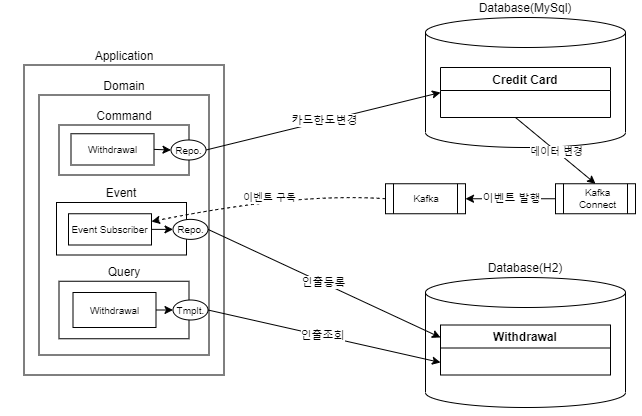 Database(MySql)
Application
Credit Card
Domain
Command
카드한도변경
Withdrawal
Repo.
데이터 변경
Event
이벤트 구독
Kafka
이벤트 발행
Kafka
Connect
Event Subscriber
Repo.
Query
Database(H2)
인출등록
Withdrawal
Tmplt.
인출조회
Withdrawal